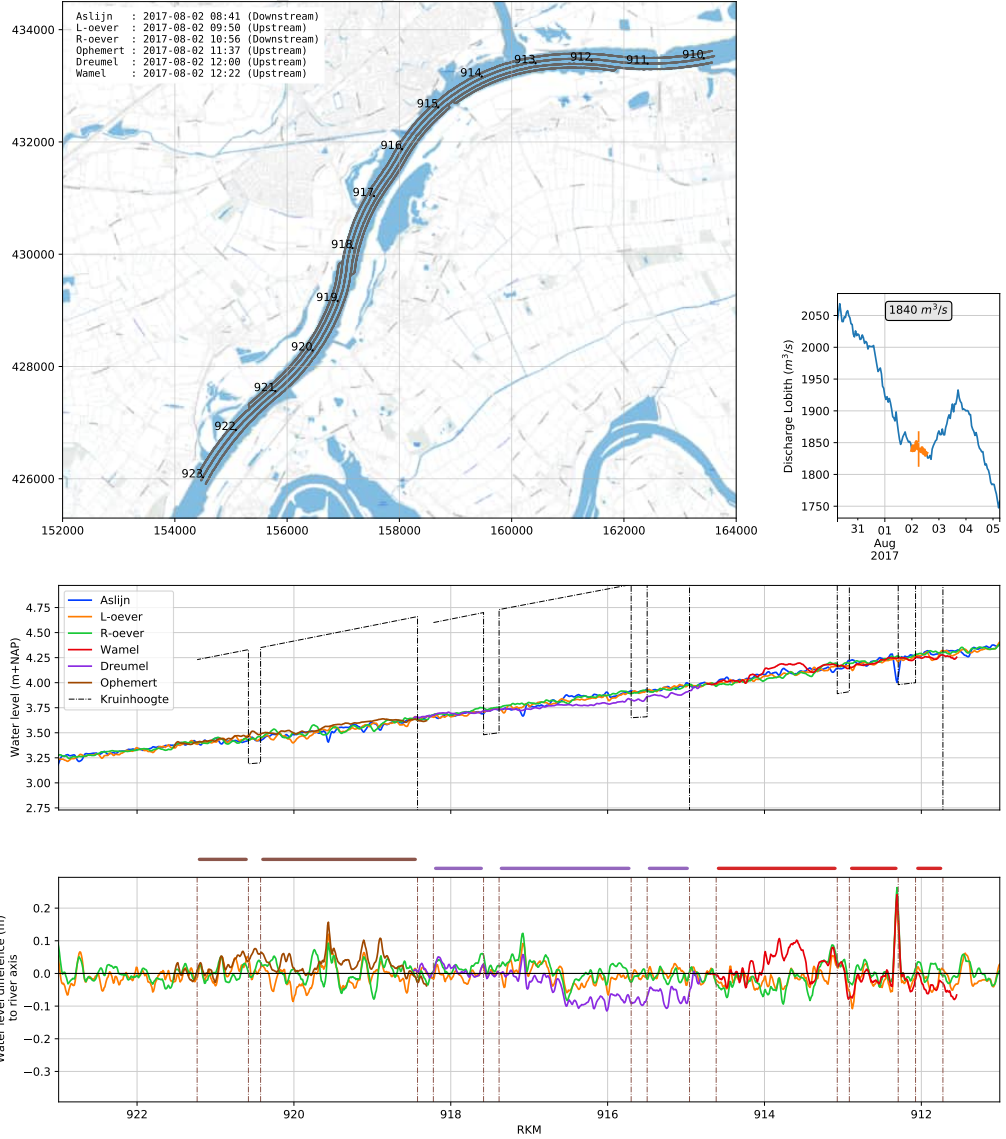 434000
432000
430000
428000
426000
Aslijn : 2017-08-02 08:41 (Downstream)
L-oever : 2017-08-02 09:50 (Upstream)
R-oever : 2017-08-02 10:56 (Downstream)
Ophemert : 2017-08-02 11:37 (Upstream)
Dreumel : 2017-08-02 12:00 (Upstream)
Wamel : 2017-08-02 12:22 (Upstream)
910
911
912
913
914
915
916
917
918
919
920
921
922
923
152000 154000 156000 158000 160000 162000 164000
Discharge Lobith (m³/s)
2050
2000
1950
1900
1850
1800
1750
1840 m³/s
31 01 02 03 04 05
Aug
2017
Water level (m+NAP)
4.75
4.50
4.25
4.00
3.75
3.50
3.25
3.00
2.75
Aslijn
L-oever
R-oever
Wamel
Dreumel
Ophemert
Kruinhoogte
Water level difference (m)
to river axis
0.2
0.1
0.0
−0.1
−0.2
−0.3
922 920 918 916 914 912
RKM